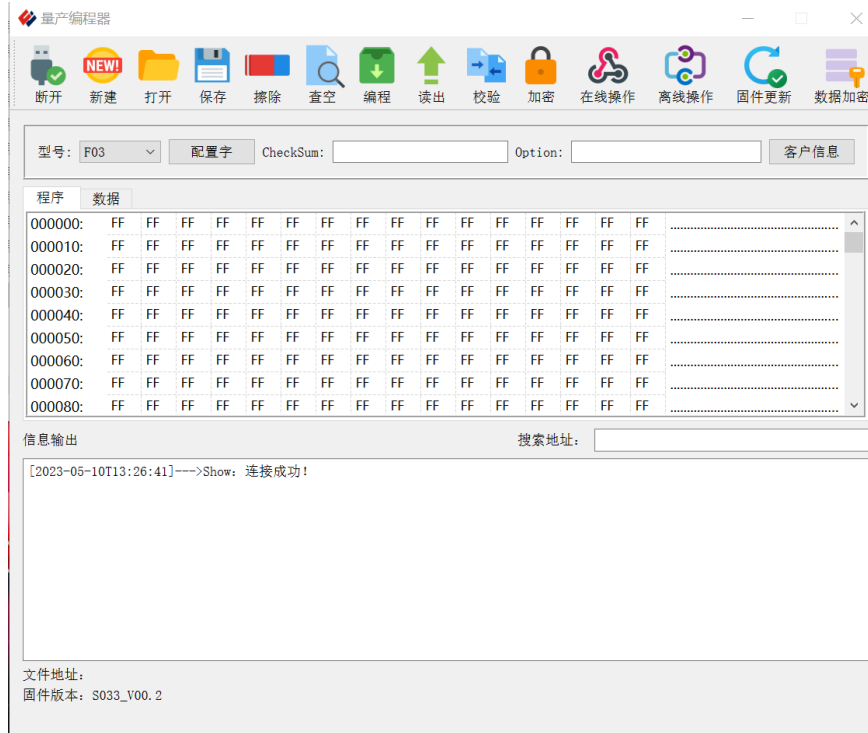 量产编程器
NEW!
断开 新建 打开 保存 擦除 查空 编程 读出 校验 加密 在线操作 离线操作 固件更新 数据加密
型号: F03 配置字 CheckSum: Option: 客户信息
程序 数据
000000: FF FF FF FF FF FF FF FF FF FF FF FF FF FF FF FF ................
000010: FF FF FF FF FF FF FF FF FF FF FF FF FF FF FF FF ................
000020: FF FF FF FF FF FF FF FF FF FF FF FF FF FF FF FF ................
000030: FF FF FF FF FF FF FF FF FF FF FF FF FF FF FF FF ................
000040: FF FF FF FF FF FF FF FF FF FF FF FF FF FF FF FF ................
000050: FF FF FF FF FF FF FF FF FF FF FF FF FF FF FF FF ................
000060: FF FF FF FF FF FF FF FF FF FF FF FF FF FF FF FF ................
000070: FF FF FF FF FF FF FF FF FF FF FF FF FF FF FF FF ................
000080: FF FF FF FF FF FF FF FF FF FF FF FF FF FF FF FF ................
信息输出 搜索地址:
[2023-05-10T13:26:41]--->Show: 连接成功!
文件地址:
固件版本: S033_V00.2